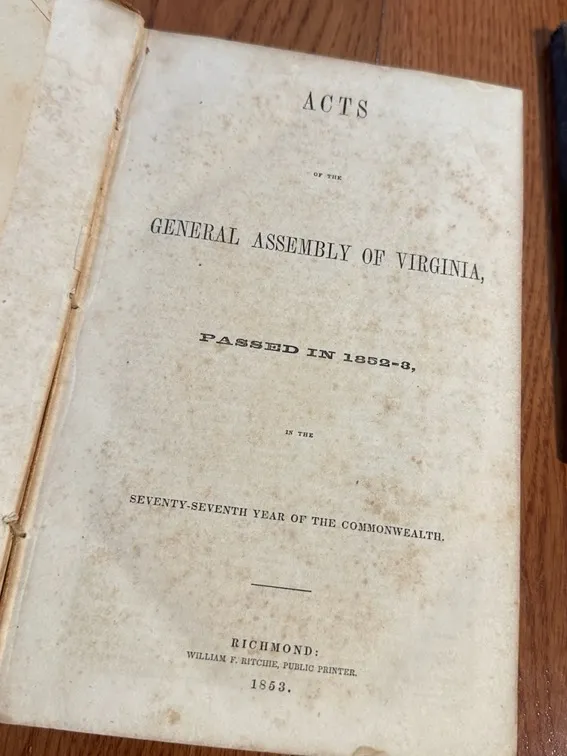 ACTS
OF THE
GENERAL ASSEMBLY OF VIRGINIA,
PASSED IN 1852-3,
IN THE
SEVENTY-SEVENTH YEAR OF THE COMMONWEALTH.
RICHMOND:
WILLIAM F. RITCHIE, PUBLIC PRINTER.
1853.